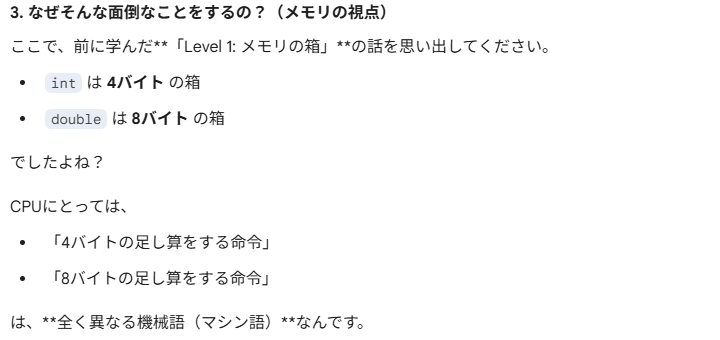 3. なぜそんな面倒なことをするの？（メモリの視点）
ここで、前に学んだ**「Level 1: メモリの箱」**の話を思い出してください。
• int は 4バイト の箱
• double は 8バイト の箱
でしたよね？
CPUにとっては、
• 「4バイトの足し算をする命令」
• 「8バイトの足し算をする命令」
は、**全く異なる機械語（マシン語）**なんです。